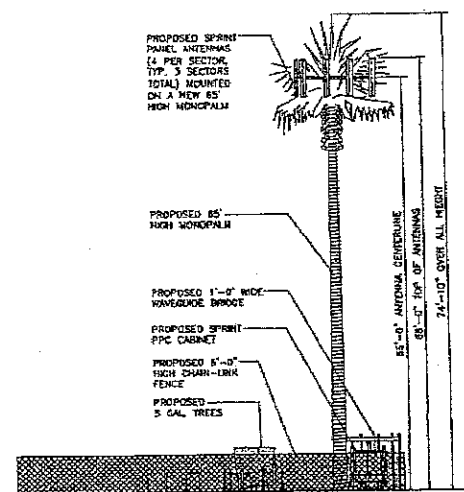 PROPOSED SPRINT
PANEL ANTENNAS
(4 PER SECTOR,
TYP. 3 SECTORS
TOTAL) MOUNTED
ON A NEW 65'
HIGH MONOPALM
PROPOSED 65'
HIGH MONOPALM
PROPOSED 1'-0" WIDE
WAVEGUIDE BRIDGE
PROPOSED SPRINT
PPC CABINET
PROPOSED 6'-0"
HIGH CHAIN-LINK
FENCE
PROPOSED
5 GAL. TREES
65'-0" ANTENNA CENTERLINE
68'-0" TOP OF ANTENNAS
74'-10" OVER ALL HEIGHT